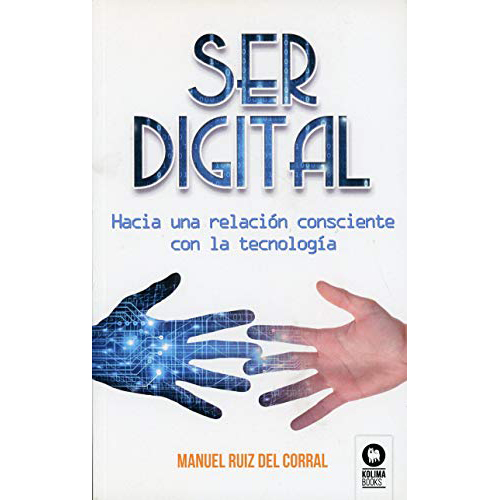 SER
DIGITAL
Hacia una relación consciente
con la tecnología
MANUEL RUIZ DEL CORRAL
KOLIMA
BOOKS